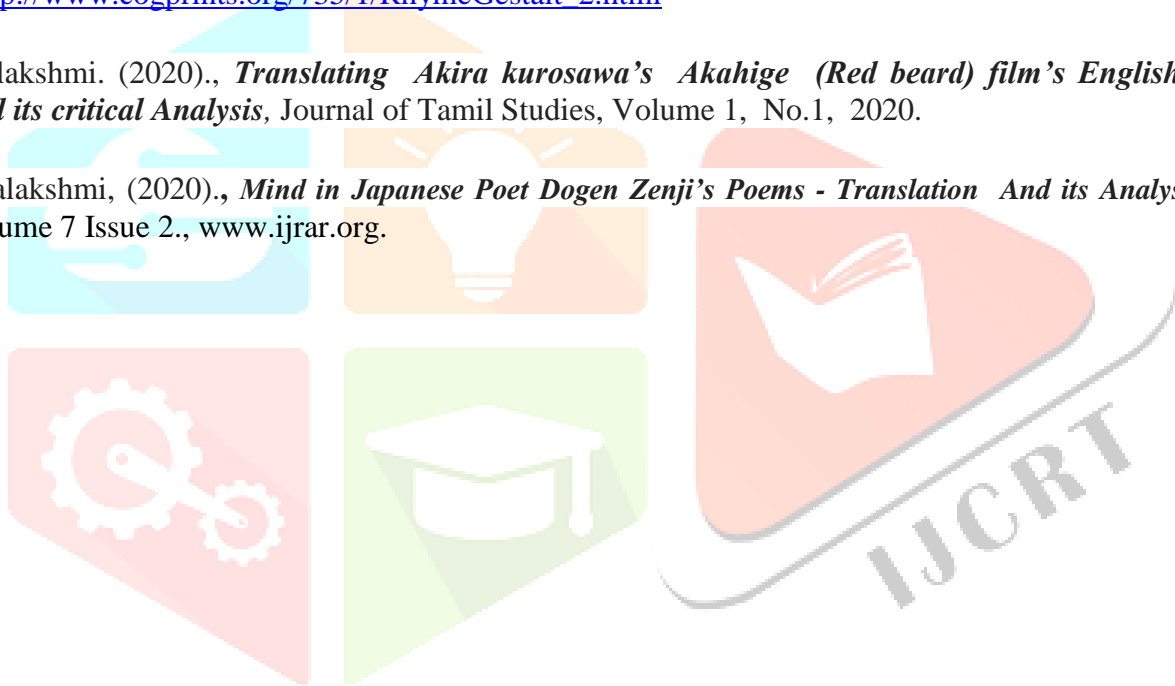 p://www.cogprints.org/735/1/RhymeGestalt_2.html
lakshmi. (2020)., Translating Akira kurosawa’s Akahige (Red beard) film’s English
d its critical Analysis, Journal of Tamil Studies, Volume 1, No.1, 2020.
alakshmi, (2020)., Mind in Japanese Poet Dogen Zenji’s Poems - Translation And its Analys
ume 7 Issue 2., www.ijrar.org.
IJCRT